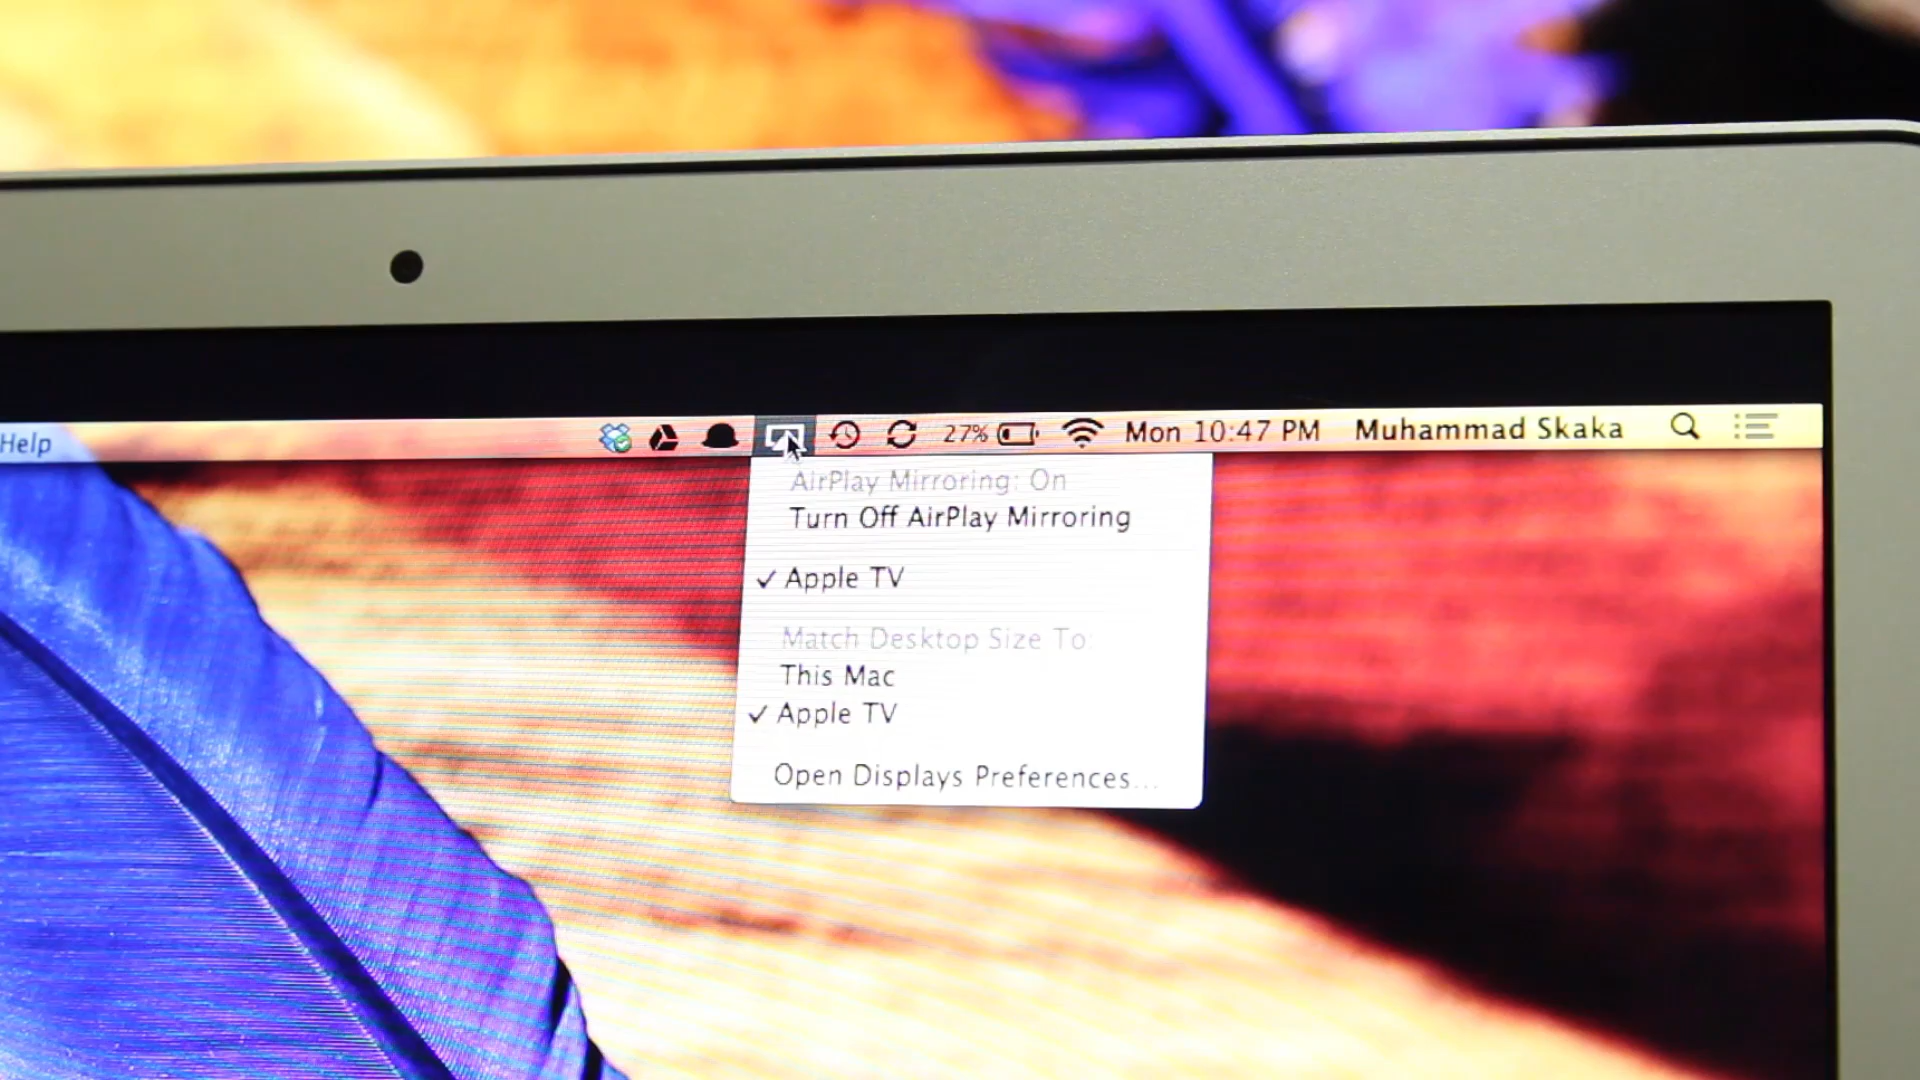 Help 27% Mon 10:47 PM Muhammad Skaka
AirPlay Mirroring: On
Turn Off AirPlay Mirroring
✓ Apple TV
Match Desktop Size To:
This Mac
✓ Apple TV
Open Displays Preferences...